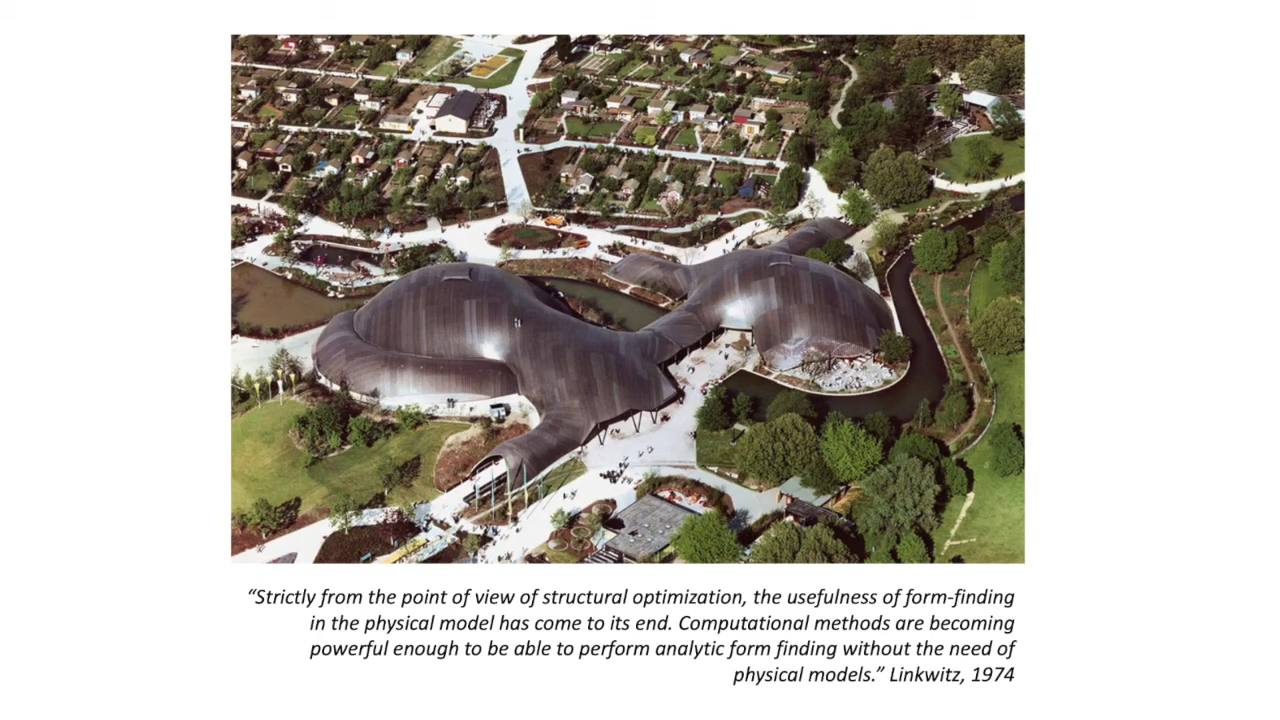 “Strictly from the point of view of structural optimization, the usefulness of form-finding
in the physical model has come to its end. Computational methods are becoming
powerful enough to be able to perform analytic form finding without the need of
physical models.” Linkwitz, 1974